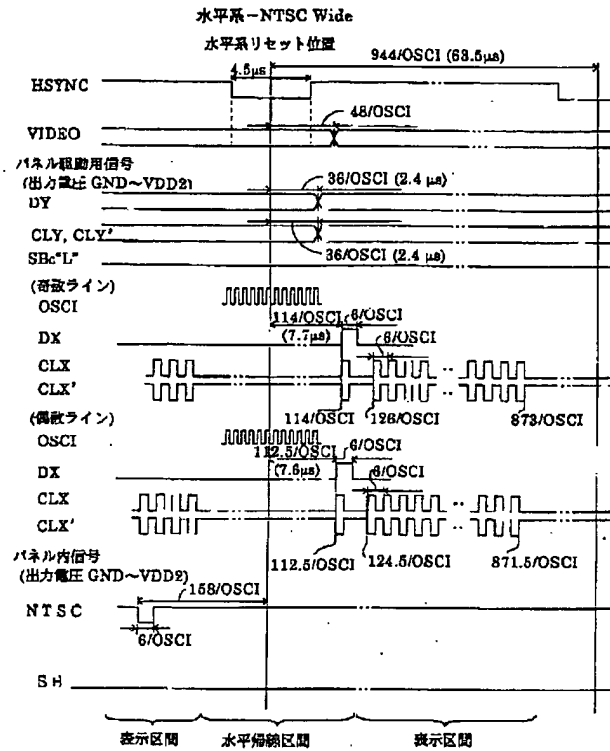 水平系－NTSC Wide
水平系リセット位置
944/OSCI (63.5μs)
4.5μs
HSYNC
48/OSCI
VIDEO
パネル駆動用信号
(出力電圧 GND～VDD2)
36/OSCI (2.4 μs)
DY
CLY, CLY'
36/OSCI (2.4 μs)
SBc"L"
(奇数ライン)
OSCI
114/OSCI
6/OSCI
DX
(7.7μs)
6/OSCI
CLX
CLX'
114/OSCI
126/OSCI
873/OSCI
(偶数ライン)
OSCI
112.5/OSCI
6/OSCI
DX
(7.6μs)
6/OSCI
CLX
CLX'
112.5/OSCI
124.5/OSCI
871.5/OSCI
パネル内信号
(出力電圧 GND～VDD2)
158/OSCI
NTSC
6/OSCI
SH
表示区間
水平帰線区間
表示区間